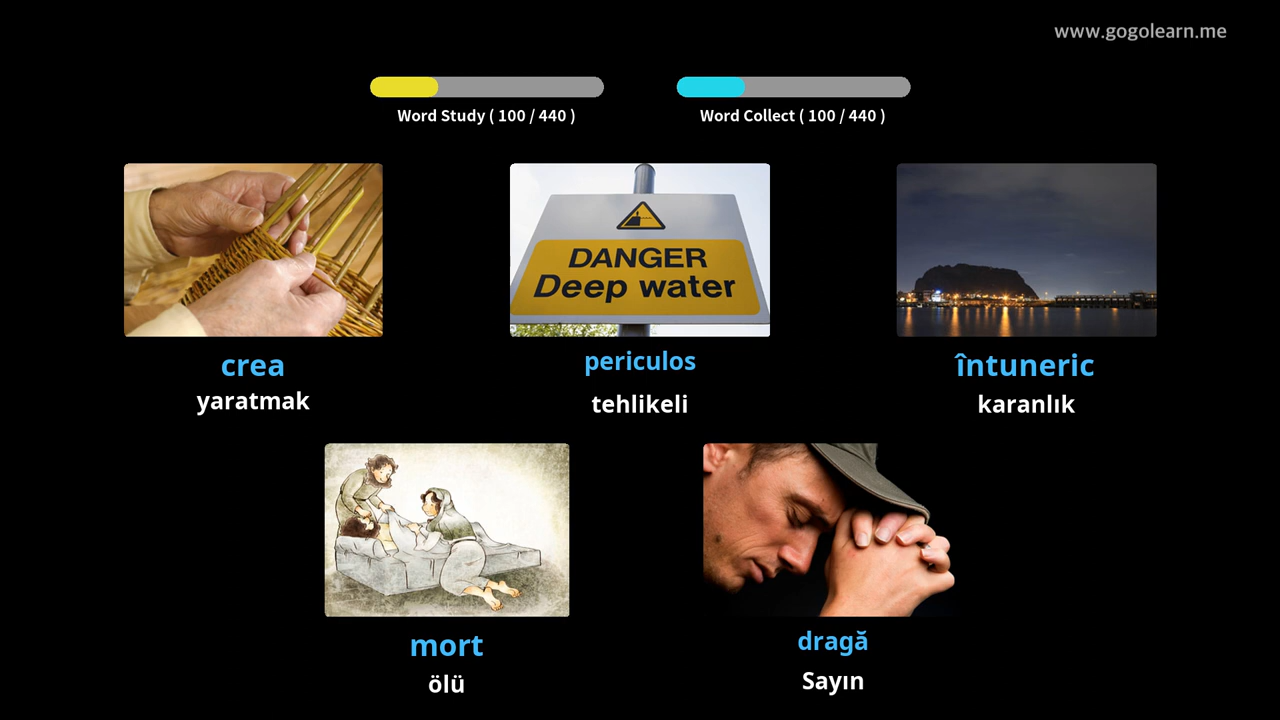 www.gogolearn.me
Word Study ( 100 / 440 )
Word Collect ( 100 / 440 )
DANGER
Deep water
crea
yaratmak
periculos
tehlikeli
întuneric
karanlık
mort
ölü
dragă
Sayın